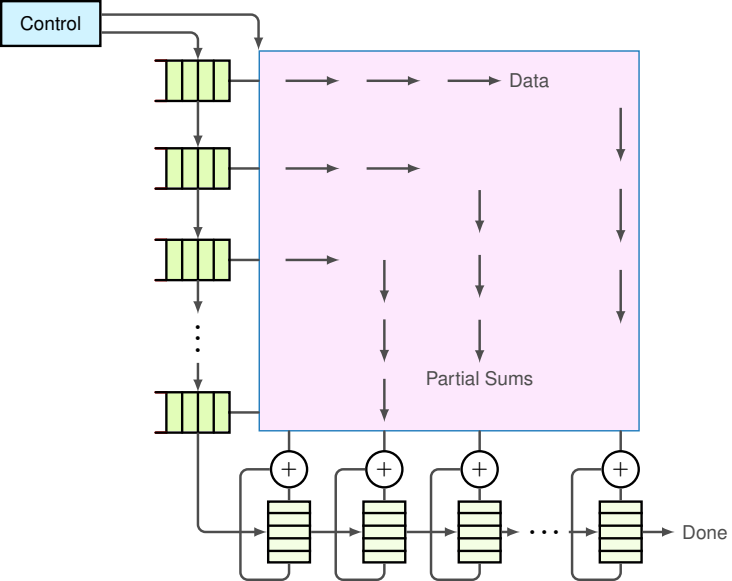 Control
Data
Partial Sums
+ + + +
Done